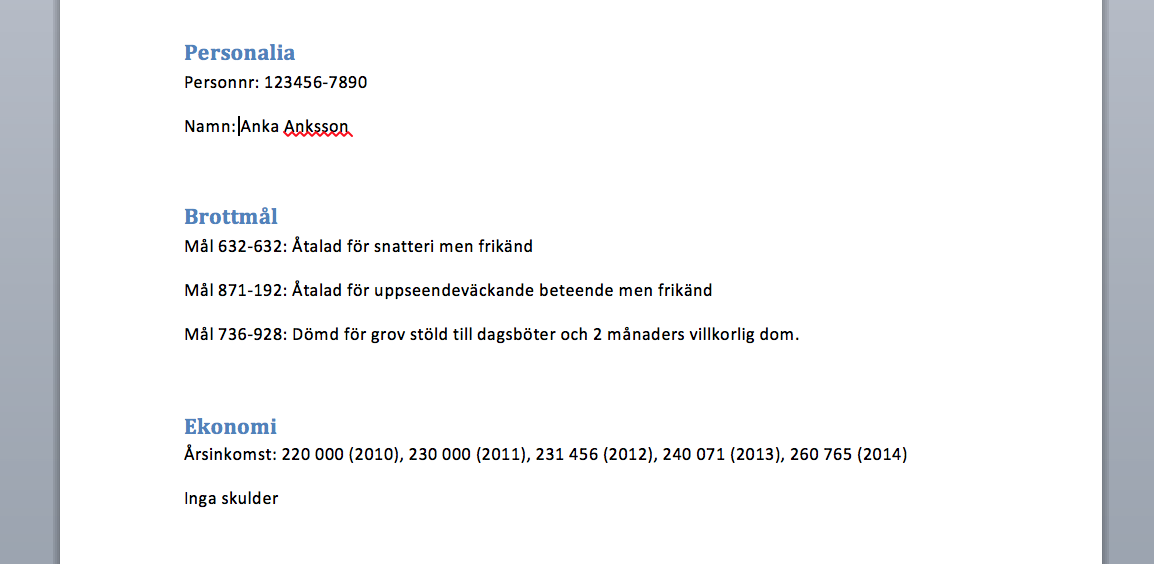 Personalia
Personnr: 123456-7890
Namn: Anka Anksson
Brottmål
Mål 632-632: Åtalad för snatteri men frikänd
Mål 871-192: Åtalad för uppseendeväckande beteende men frikänd
Mål 736-928: Dömd för grov stöld till dagsböter och 2 månaders villkorlig dom.
Ekonomi
Årsinkomst: 220 000 (2010), 230 000 (2011), 231 456 (2012), 240 071 (2013), 260 765 (2014)
Inga skulder